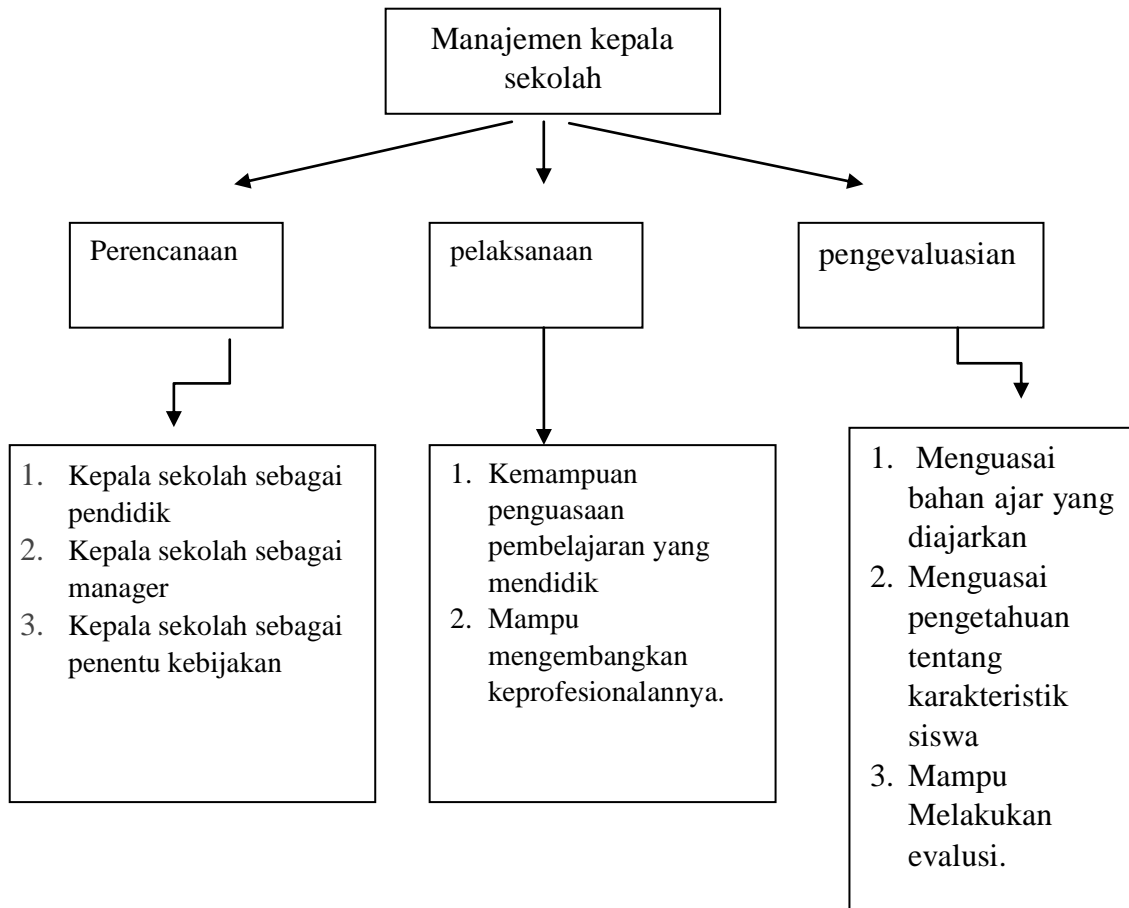 Manajemen kepala
sekolah
Perencanaan
pelaksanaan
pengevaluasian
1. Kepala sekolah sebagai
pendidik
2. Kepala sekolah sebagai
manager
3. Kepala sekolah sebagai
penentu kebijakan
1. Kemampuan
penguasaan
pembelajaran yang
mendidik
2. Mampu
mengembangkan
keprofesionalannya.
1. Menguasai
bahan ajar yang
diajarkan
2. Menguasai
pengetahuan
tentang
karakteristik
siswa
3. Mampu
Melakukan
evalusi.